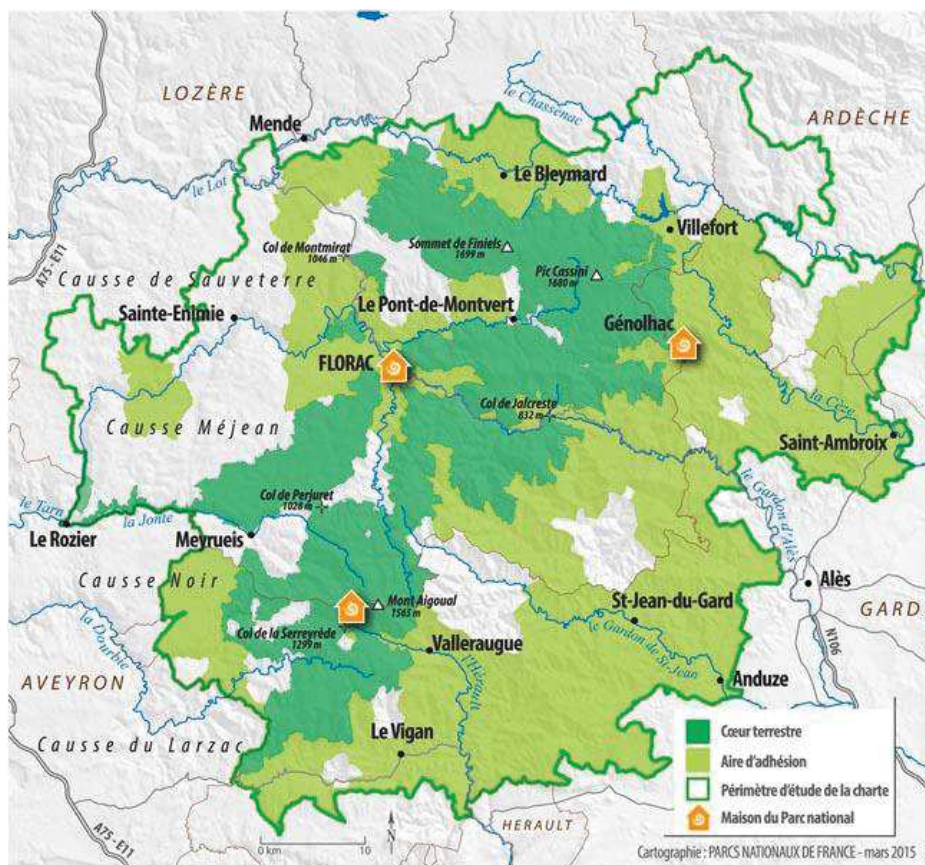 LOZÈRE
ARDÈCHE
le Chassenac
Mende
Le Bleymard
le Lot
Villefort
Col de Montmirat
1046 m
Sommet de Finiels
1699 m
Pic Cassini
1680 m
A75-E11
Causse de Sauveterre
Sainte-Enimie
Le Pont-de-Montvert
Génolhac
FLORAC
Col de Jalcreste
832 m
la Cèze
Causse Méjean
Saint-Ambroix
Col de Perjuret
1028 m
le Gardon d'Alès
le Tarn
la Jonte
Le Rozier
Meyrueis
Causse Noir
Mont Aigoual
1565 m
Alès
St-Jean-du-Gard
GARD
la Dourbie
Col de la Serreyrède
1299 m
le Gardon de St-Jean
N106
Valleraugue
l'Hérault
AVEYRON
Anduze
Causse du Larzac
Le Vigan
Cœur terrestre
Aire d'adhésion
Périmètre d'étude de la charte
Maison du Parc national
A75-E11
N
HERAULT
0 km
10
Cartographie : PARCS NATIONAUX DE FRANCE - mars 2015